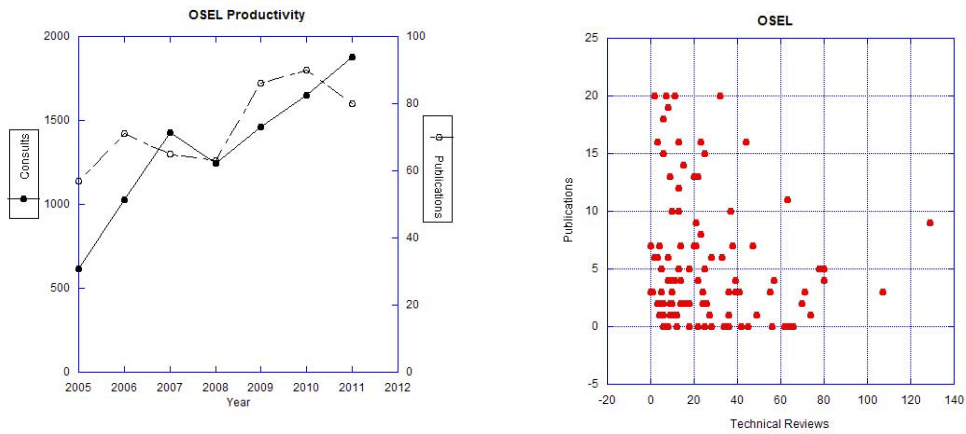 OSEL Productivity
2000
1500
1000
500
0
Consults
100
80
60
40
20
0
Publications
2005 2006 2007 2008 2009 2010 2011 2012
Year
OSEL
25
20
15
10
5
0
-5
Publications
-20 0 20 40 60 80 100 120 140
Technical Reviews